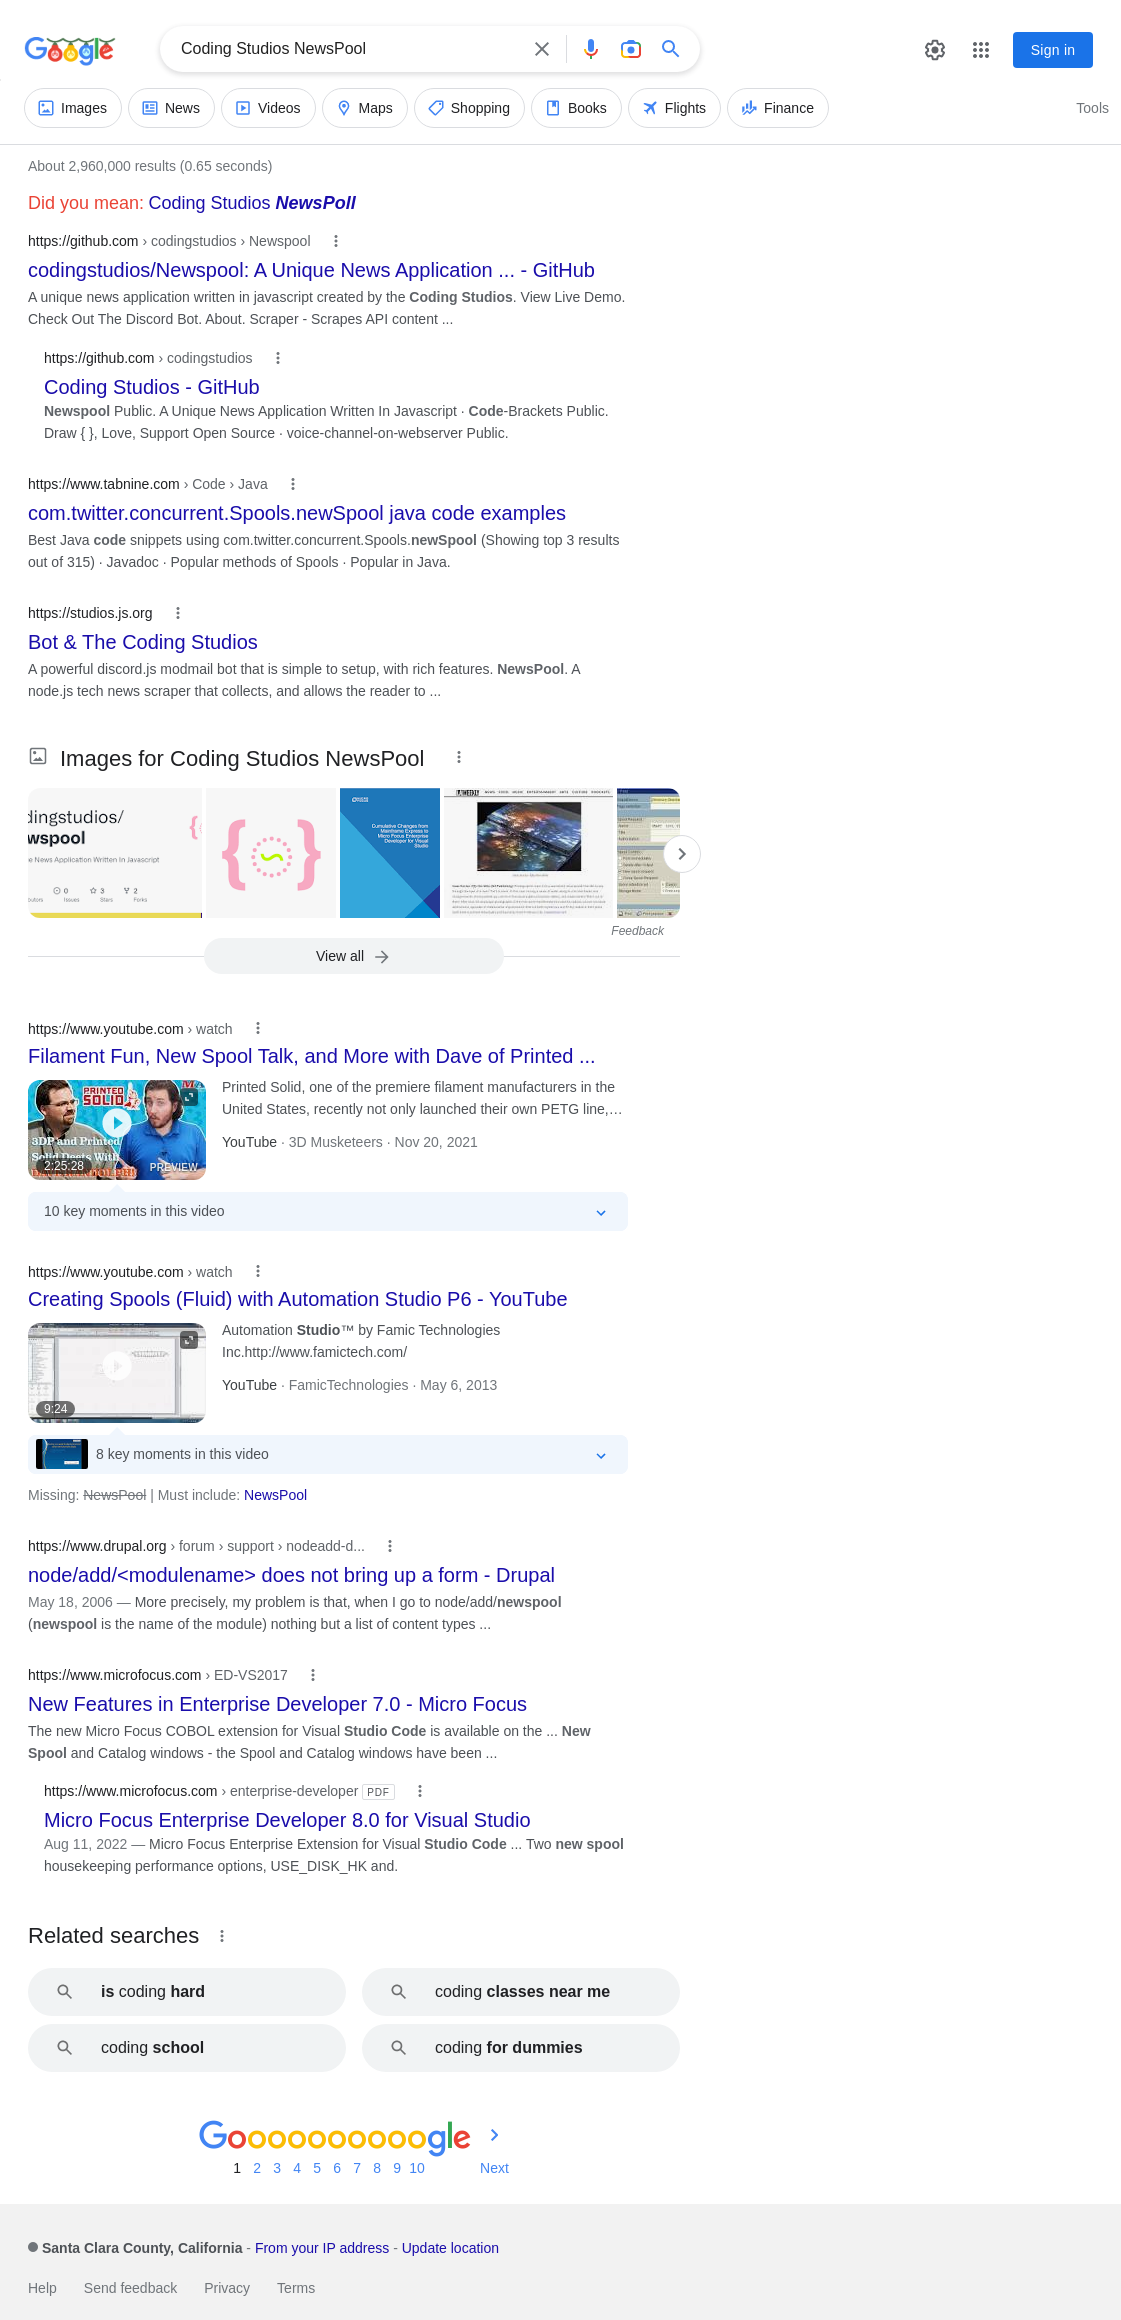 Google
Coding Studios NewsPool
Sign in
Images
News
Videos
Maps
Shopping
Books
Flights
Finance
Tools
About 2,960,000 results (0.65 seconds)
Did you mean: Coding Studios NewsPoll
https://github.com › codingstudios › Newspool
codingstudios/Newspool: A Unique News Application ... - GitHub
A unique news application written in javascript created by the Coding Studios. View Live Demo.
Check Out The Discord Bot. About. Scraper - Scrapes API content ...
https://github.com › codingstudios
Coding Studios - GitHub
Newspool Public. A Unique News Application Written In Javascript · Code-Brackets Public.
Draw { }, Love, Support Open Source · voice-channel-on-webserver Public.
https://www.tabnine.com › Code › Java
com.twitter.concurrent.Spools.newSpool java code examples
Best Java code snippets using com.twitter.concurrent.Spools.newSpool (Showing top 3 results
out of 315) · Javadoc · Popular methods of Spools · Popular in Java.
https://studios.js.org
Bot & The Coding Studios
A powerful discord.js modmail bot that is simple to setup, with rich features. NewsPool. A
node.js tech news scraper that collects, and allows the reader to ...
Images for Coding Studios NewsPool
dingstudios/
wspool
e News Application Written In Javascript
0
3
2
utors
Issues
Stars
Forks
Cumulative Changes from
Mainframe Express to
Micro Focus Enterprise
Developer for Visual
Studio
WEEKLY
Feedback
View all
https://www.youtube.com › watch
Filament Fun, New Spool Talk, and More with Dave of Printed ...
PRINTED
SOLID
3DP and Printed
Solid Deets With
2:25:28
PREVIEW
Printed Solid, one of the premiere filament manufacturers in the
United States, recently not only launched their own PETG line,…
YouTube · 3D Musketeers · Nov 20, 2021
10 key moments in this video
https://www.youtube.com › watch
Creating Spools (Fluid) with Automation Studio P6 - YouTube
9:24
Automation Studio™ by Famic Technologies
Inc.http://www.famictech.com/
YouTube · FamicTechnologies · May 6, 2013
8 key moments in this video
Missing: NewsPool | Must include: NewsPool
https://www.drupal.org › forum › support › nodeadd-d...
node/add/<modulename> does not bring up a form - Drupal
May 18, 2006 — More precisely, my problem is that, when I go to node/add/newspool
(newspool is the name of the module) nothing but a list of content types ...
https://www.microfocus.com › ED-VS2017
New Features in Enterprise Developer 7.0 - Micro Focus
The new Micro Focus COBOL extension for Visual Studio Code is available on the ... New
Spool and Catalog windows - the Spool and Catalog windows have been ...
https://www.microfocus.com › enterprise-developer PDF
Micro Focus Enterprise Developer 8.0 for Visual Studio
Aug 11, 2022 — Micro Focus Enterprise Extension for Visual Studio Code ... Two new spool
housekeeping performance options, USE_DISK_HK and.
Related searches
is coding hard
coding classes near me
coding school
coding for dummies
Goooooooooogle
1 2 3 4 5 6 7 8 9 10 Next
Santa Clara County, California - From your IP address - Update location
Help Send feedback Privacy Terms